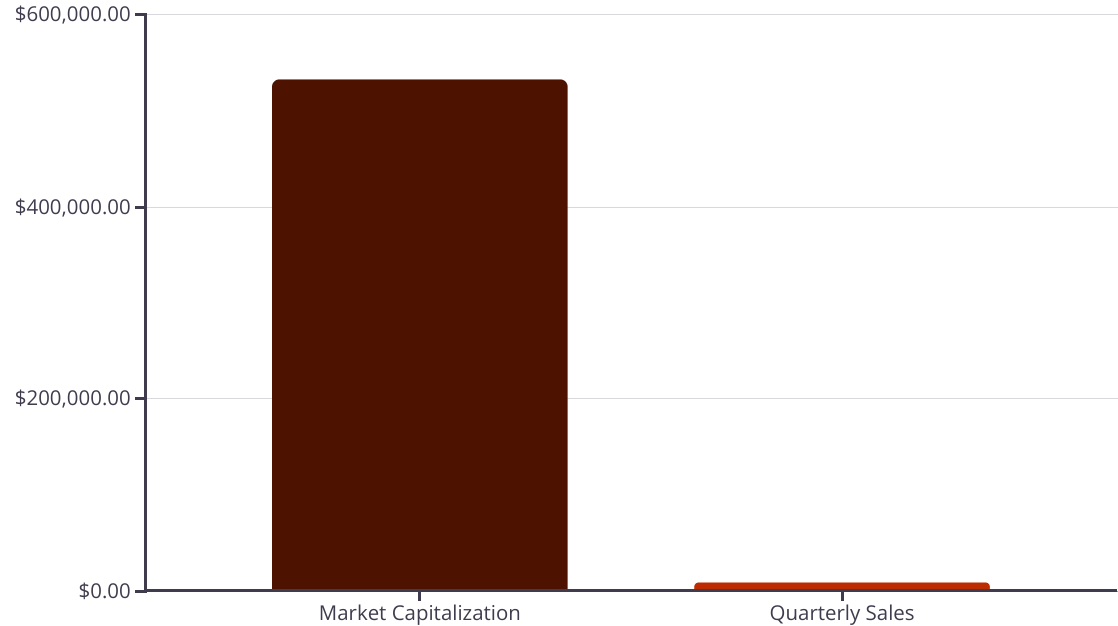 $600,000.00
$400,000.00
$200,000.00
$0.00
Market Capitalization
Quarterly Sales